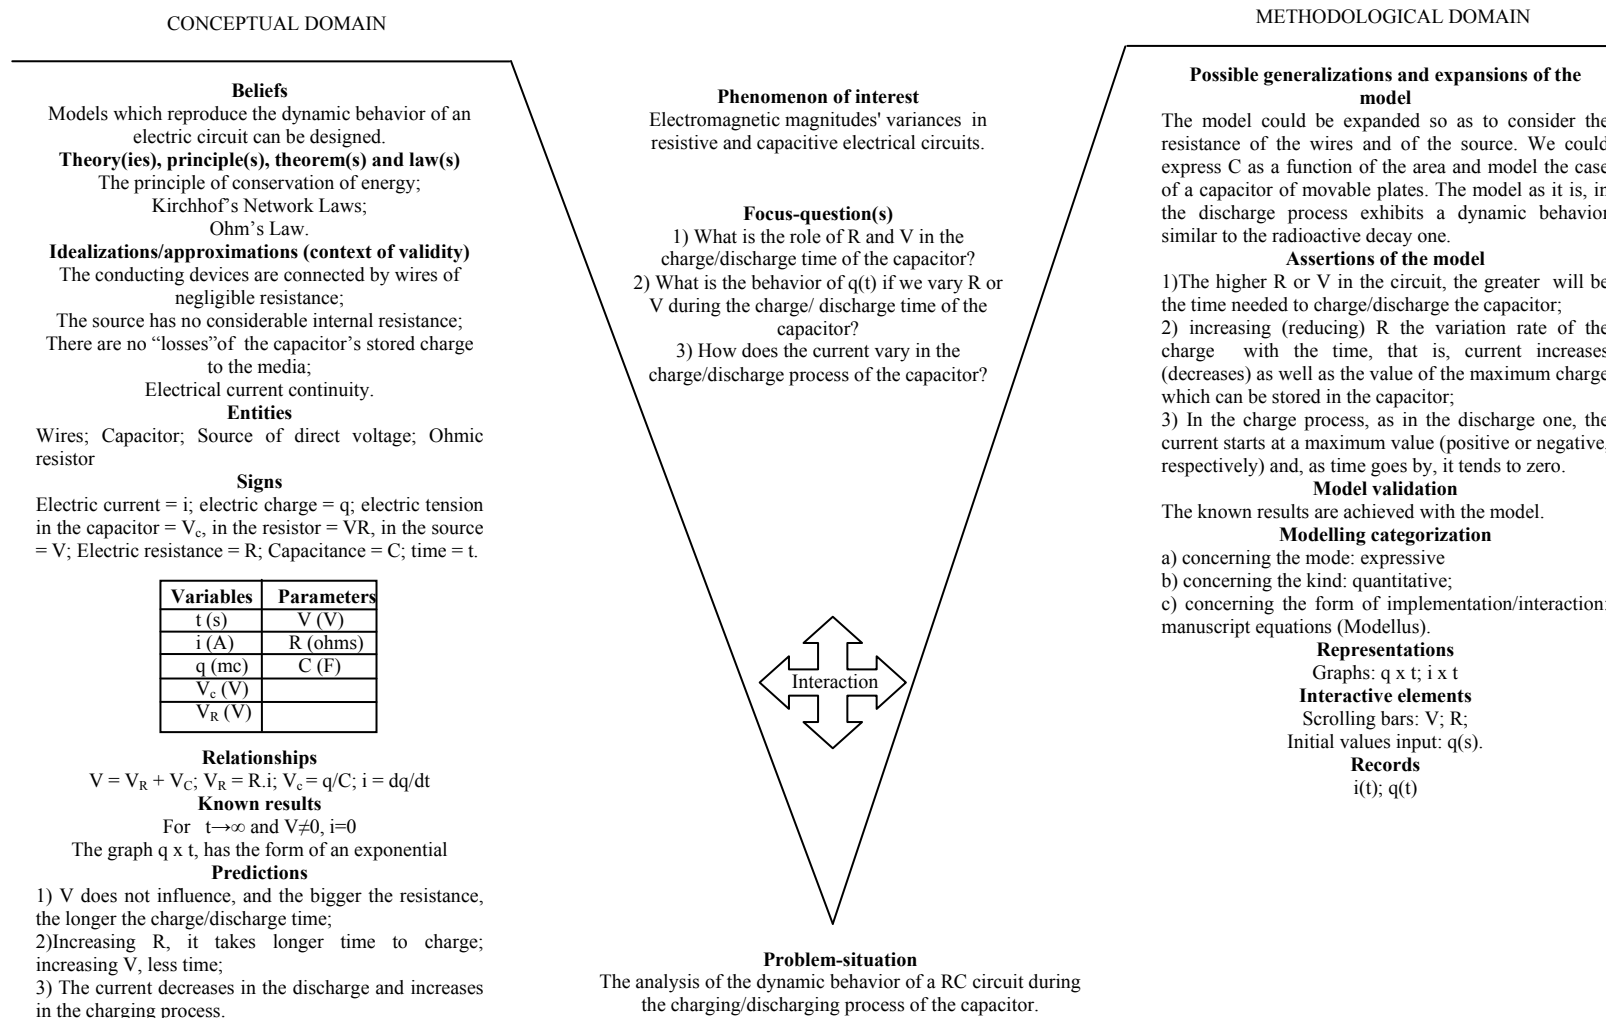 CONCEPTUAL DOMAIN
Beliefs
Models which reproduce the dynamic behavior of an
electric circuit can be designed.
Theory(ies), principle(s), theorem(s) and law(s)
The principle of conservation of energy;
Kirchhof's Network Laws;
Ohm's Law.
Idealizations/approximations (context of validity)
The conducting devices are connected by wires of
negligible resistance;
The source has no considerable internal resistance;
There are no “losses”of the capacitor's stored charge
to the media;
Electrical current continuity.
Entities
Wires; Capacitor; Source of direct voltage; Ohmic
resistor
Signs
Electric current = i; electric charge = q; electric tension
in the capacitor = Vc, in the resistor = VR, in the source
= V; Electric resistance = R; Capacitance = C; time = t.
Variables Parameters
t (s) V (V)
i (A) R (ohms)
q (mc) C (F)
Vc (V)
VR (V)
Relationships
V = VR + VC; VR = R.i; Vc = q/C; i = dq/dt
Known results
For t→∞ and V≠0, i=0
The graph q x t, has the form of an exponential
Predictions
1) V does not influence, and the bigger the resistance,
the longer the charge/discharge time;
2)Increasing R, it takes longer time to charge;
increasing V, less time;
3) The current decreases in the discharge and increases
in the charging process.
Phenomenon of interest
Electromagnetic magnitudes' variances in
resistive and capacitive electrical circuits.
Focus-question(s)
1) What is the role of R and V in the
charge/discharge time of the capacitor?
2) What is the behavior of q(t) if we vary R or
V during the charge/ discharge time of the
capacitor?
3) How does the current vary in the
charge/discharge process of the capacitor?
Interaction
Problem-situation
The analysis of the dynamic behavior of a RC circuit during
the charging/discharging process of the capacitor.
METHODOLOGICAL DOMAIN
Possible generalizations and expansions of the
model
The model could be expanded so as to consider the
resistance of the wires and of the source. We could
express C as a function of the area and model the case
of a capacitor of movable plates. The model as it is, in
the discharge process exhibits a dynamic behavior
similar to the radioactive decay one.
Assertions of the model
1)The higher R or V in the circuit, the greater will be
the time needed to charge/discharge the capacitor;
2) increasing (reducing) R the variation rate of the
charge with the time, that is, current increases
(decreases) as well as the value of the maximum charge
which can be stored in the capacitor;
3) In the charge process, as in the discharge one, the
current starts at a maximum value (positive or negative,
respectively) and, as time goes by, it tends to zero.
Model validation
The known results are achieved with the model.
Modelling categorization
a) concerning the mode: expressive
b) concerning the kind: quantitative;
c) concerning the form of implementation/interaction:
manuscript equations (Modellus).
Representations
Graphs: q x t; i x t
Interactive elements
Scrolling bars: V; R;
Initial values input: q(s).
Records
i(t); q(t)